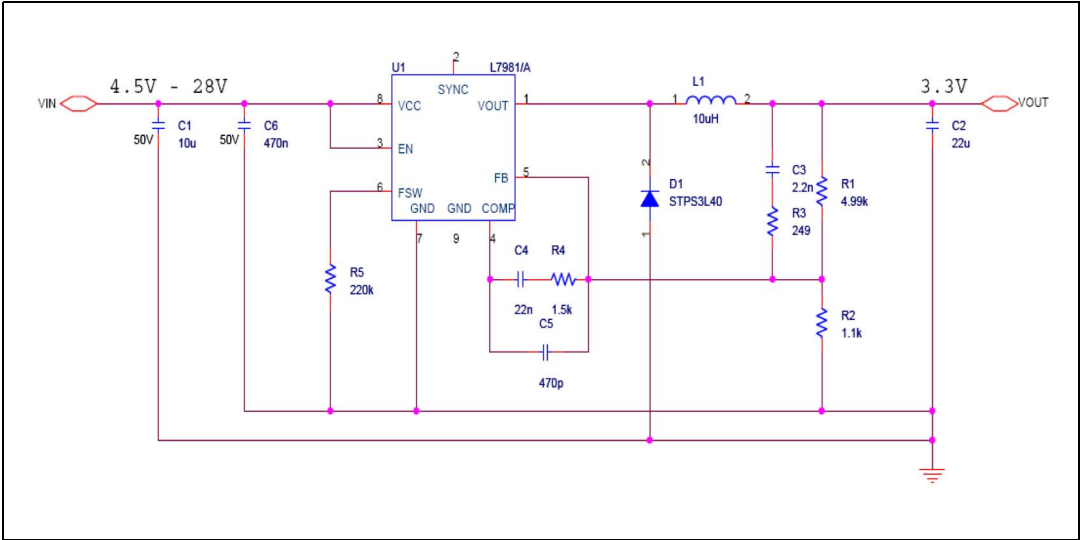 4.5V - 28V
VIN
C1
10u
50V
C6
470n
50V
U1
L7981/A
2
SYNC
8
VCC
VOUT
1
3
EN
FB
5
6
FSW
GND
GND
COMP
7
9
4
R5
220k
C4
22n
R4
1.5k
C5
470p
2
D1
STPS3L40
1
L1
1
2
10uH
C3
2.2n
R3
249
R1
4.99k
R2
1.1k
3.3V
VOUT
C2
22u